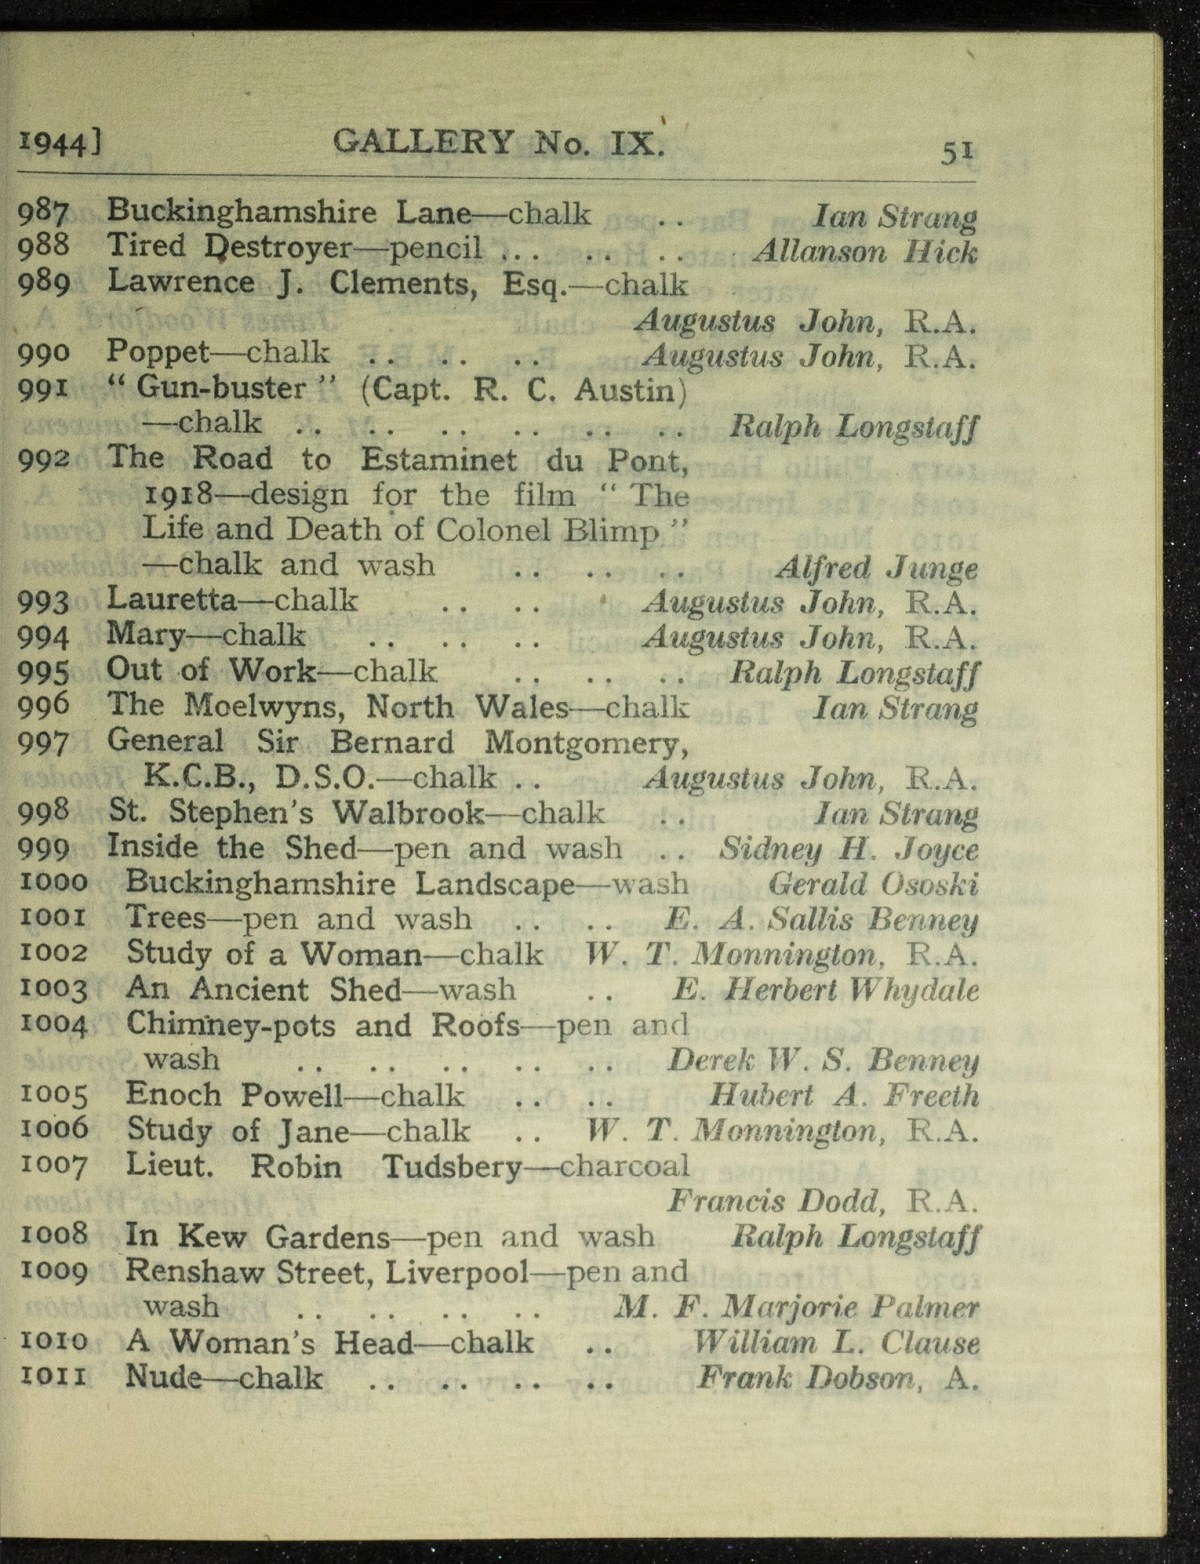 1944] GALLERY No. IX. 51
987 Buckinghamshire Lane—chalk .. Ian Strang
988 Tired Destroyer—pencil ... .. .. Allanson Hick
989 Lawrence J. Clements, Esq.—chalk
Augustus John, R.A.
990 Poppet—chalk .. .. .. Augustus John, R.A.
991 “ Gun-buster ” (Capt. R. C. Austin)
—chalk .. .. .. .. .. .. Ralph Longstaff
992 The Road to Estaminet du Pont,
1918—design for the film “ The
Life and Death of Colonel Blimp ”
—chalk and wash .. .. .. Alfred Junge
993 Lauretta—chalk .. .. Augustus John, R.A.
994 Mary—chalk .. .. .. Augustus John, R.A.
995 Out of Work—chalk .. .. .. Ralph Longstaff
996 The Moelwyns, North Wales—chalk Ian Strang
997 General Sir Bernard Montgomery,
K.C.B., D.S.O.—chalk .. Augustus John, R.A.
998 St. Stephen’s Walbrook—chalk .. Ian Strang
999 Inside the Shed—pen and wash .. Sidney H. Joyce
1000 Buckinghamshire Landscape—wash Gerald Ososki
1001 Trees—pen and wash .. .. E. A. Sallis Benney
1002 Study of a Woman—chalk W. T. Monnington, R.A.
1003 An Ancient Shed—wash .. E. Herbert Whydale
1004 Chimney-pots and Roofs—pen and
wash .. .. .. .. .. Derek W. S. Benney
1005 Enoch Powell—chalk .. .. Hubert A. Freeth
1006 Study of Jane—chalk .. W. T. Monnington, R.A.
1007 Lieut. Robin Tudsbery—charcoal
Francis Dodd, R.A.
1008 In Kew Gardens—pen and wash Ralph Longstaff
1009 Renshaw Street, Liverpool—pen and
wash .. .. .. .. M. F. Marjorie Palmer
1010 A Woman’s Head—chalk .. William L. Clause
1011 Nude—chalk .. .. .. .. Frank Dobson, A.